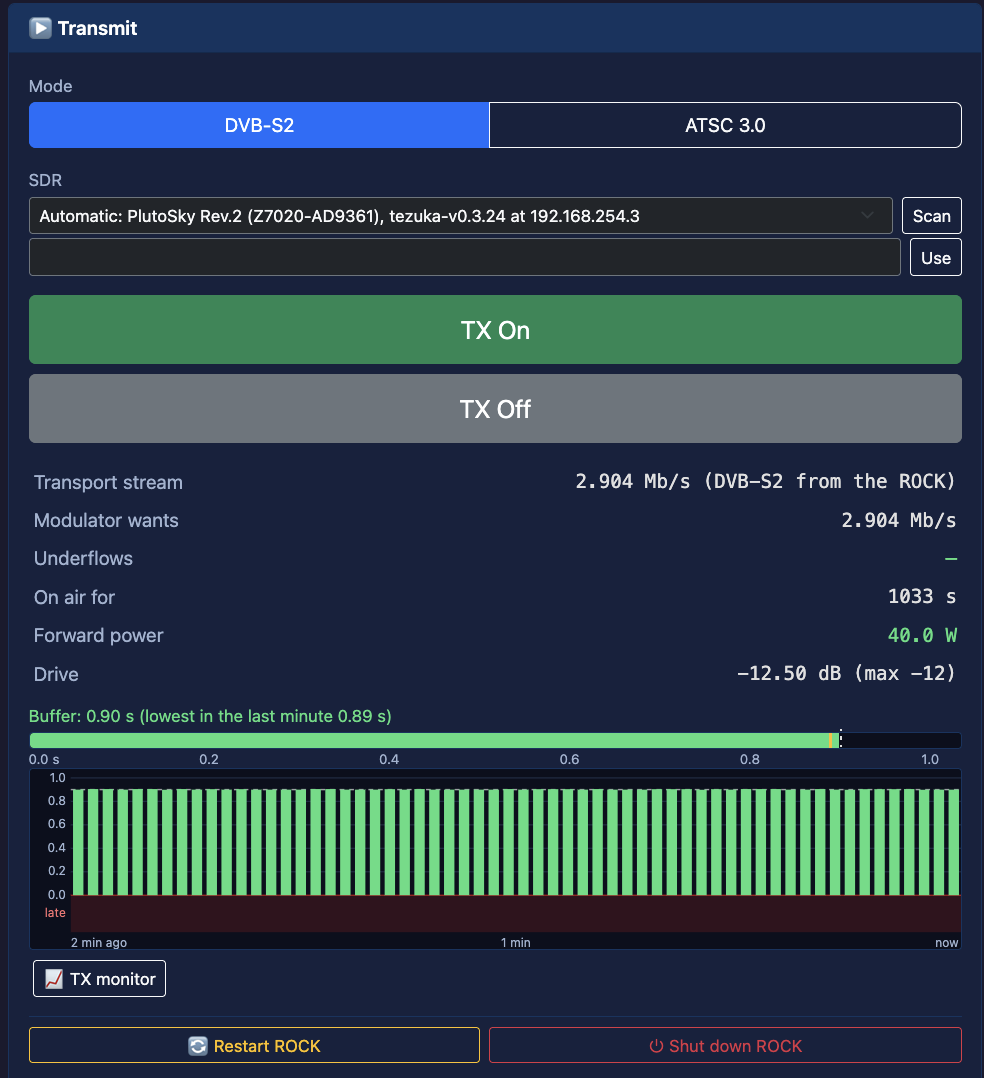 Transmit
Mode
DVB-S2
ATSC 3.0
SDR
Automatic: PlutoSky Rev.2 (Z7020-AD9361), tezuka-v0.3.24 at 192.168.254.3
Scan
Use
TX On
TX Off
Transport stream 2.904 Mb/s (DVB-S2 from the ROCK)
Modulator wants 2.904 Mb/s
Underflows –
On air for 1033 s
Forward power 40.0 W
Drive -12.50 dB (max -12)
Buffer: 0.90 s (lowest in the last minute 0.89 s)
0.0 s 0.2 0.4 0.6 0.8 1.0
1.0
0.8
0.6
0.4
0.2
0.0
late
2 min ago 1 min now
TX monitor
Restart ROCK
Shut down ROCK